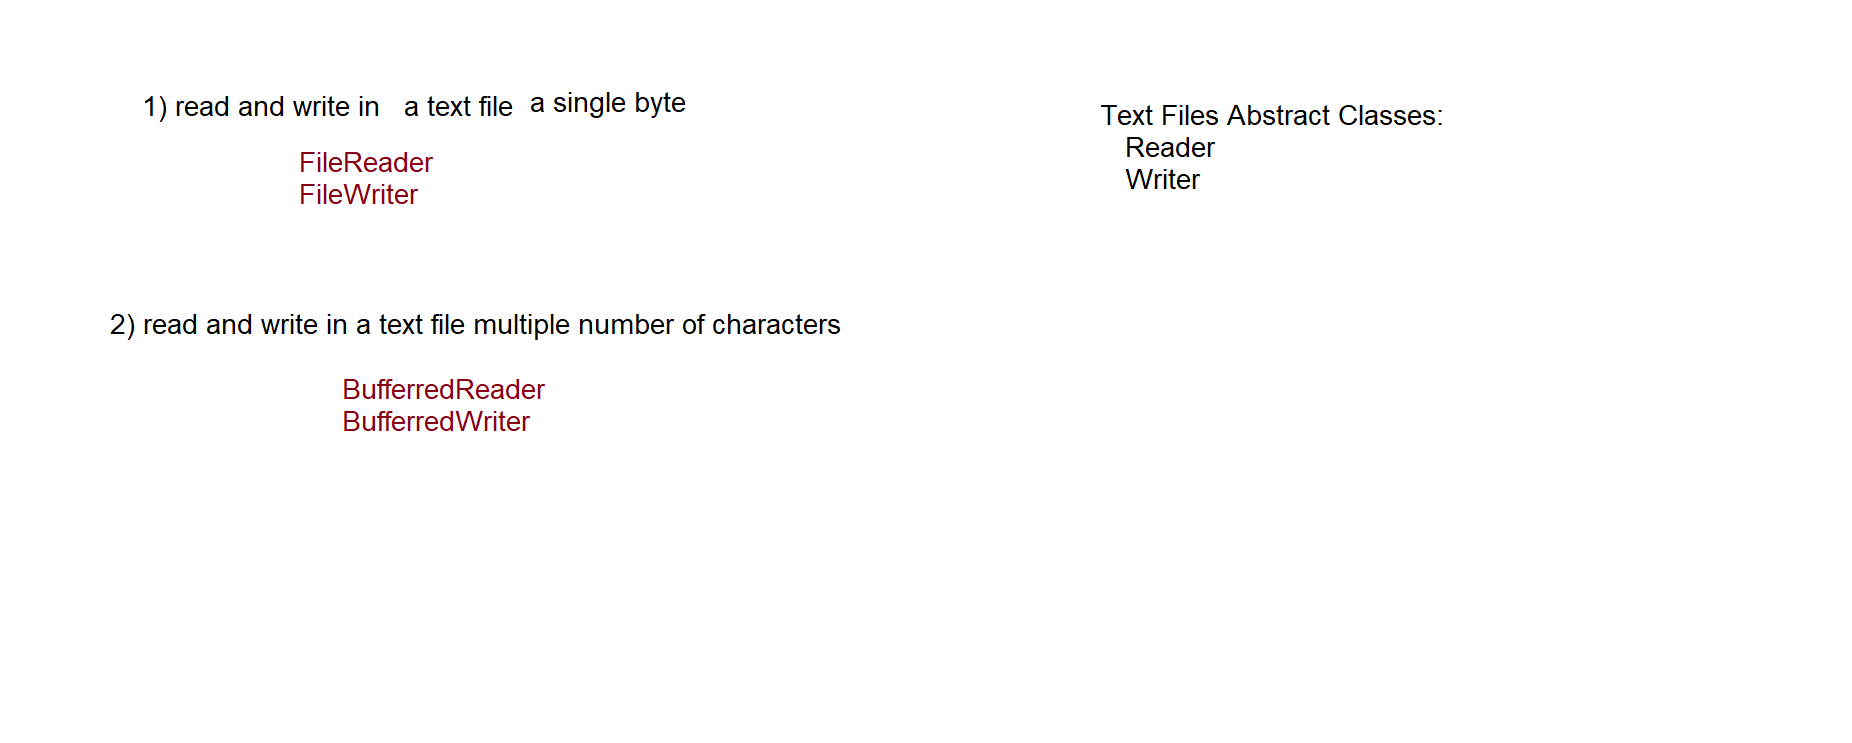 1) read and write in a text file a single byte
FileReader
FileWriter
2) read and write in a text file multiple number of characters
BufferredReader
BufferredWriter
Text Files Abstract Classes:
Reader
Writer